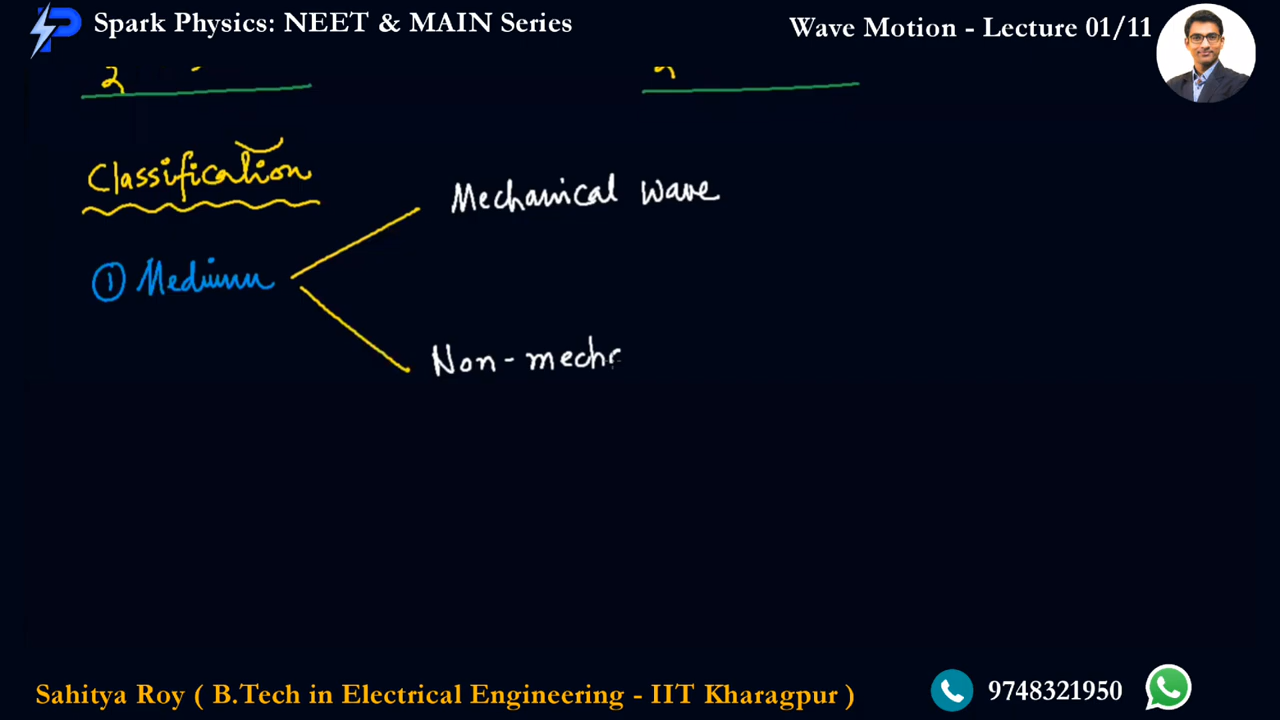 Spark Physics: NEET & MAIN Series
Wave Motion - Lecture 01/11
Classification
① Medium
Mechanical wave
Non-mecha
Sahitya Roy ( B.Tech in Electrical Engineering - IIT Kharagpur )
9748321950